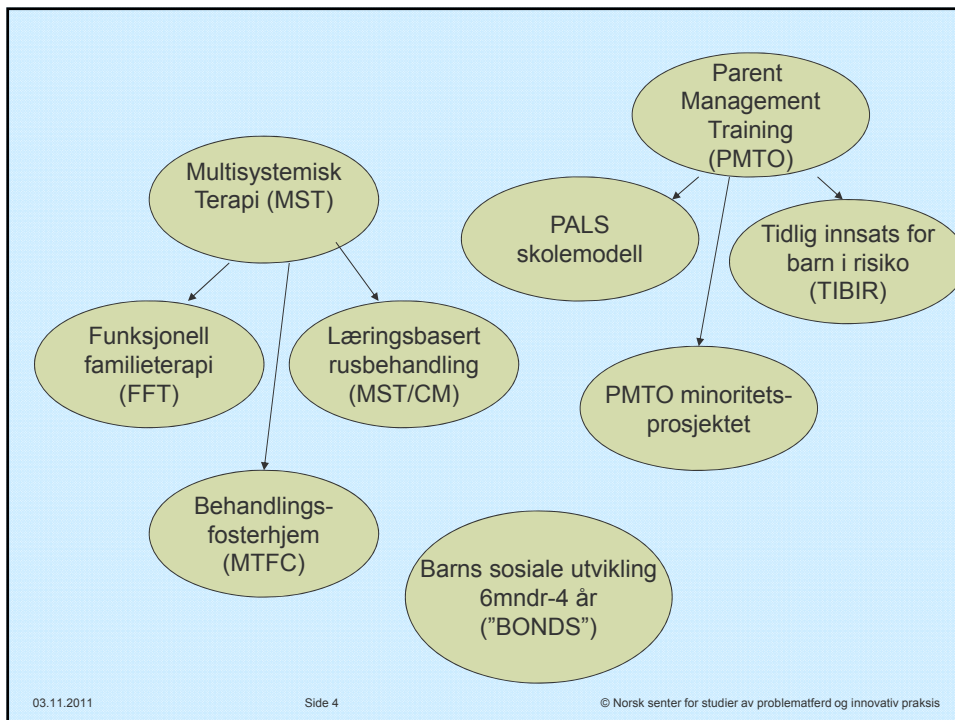 Parent
Management
Training
(PMTO)
Multisystemisk
Terapi (MST)
PALS
skolemodell
Tidlig innsats for
barn i risiko
(TIBIR)
Funksjonell
familieterapi
(FFT)
Læringsbasert
rusbehandling
(MST/CM)
PMTO minoritets-
prosjektet
Behandlings-
fosterhjem
(MTFC)
Barns sosiale utvikling
6mndr-4 år
(”BONDS”)
03.11.2011
Side 4
© Norsk senter for studier av problematferd og innovativ praksis